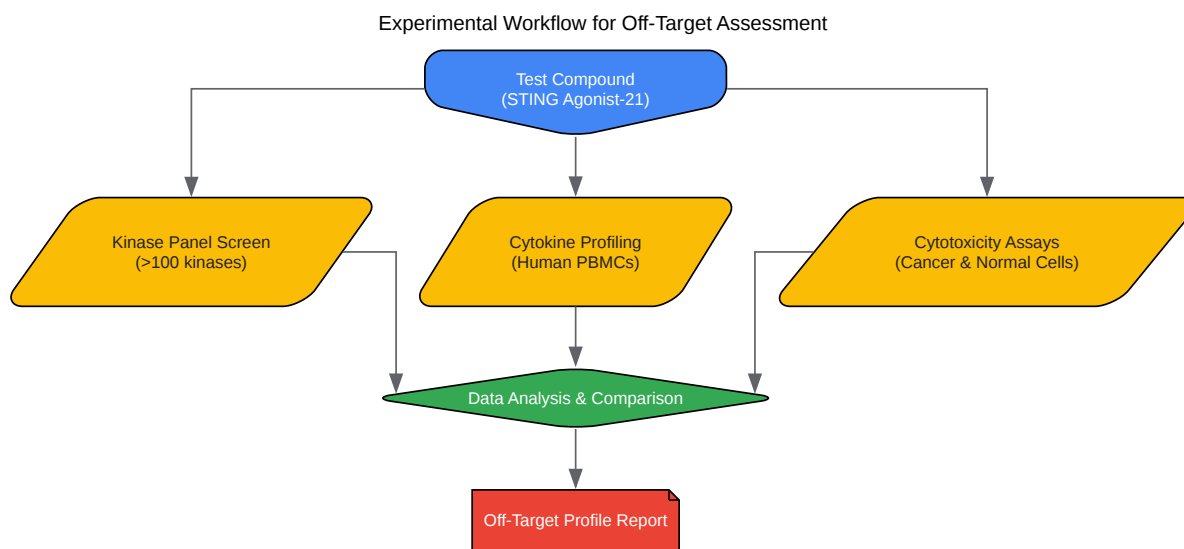 Experimental Workflow for Off-Target Assessment
Test Compound
(STING Agonist-21)
Kinase Panel Screen
(>100 kinases)
Cytokine Profiling
(Human PBMCs)
Cytotoxicity Assays
(Cancer & Normal Cells)
Data Analysis & Comparison
Off-Target Profile Report